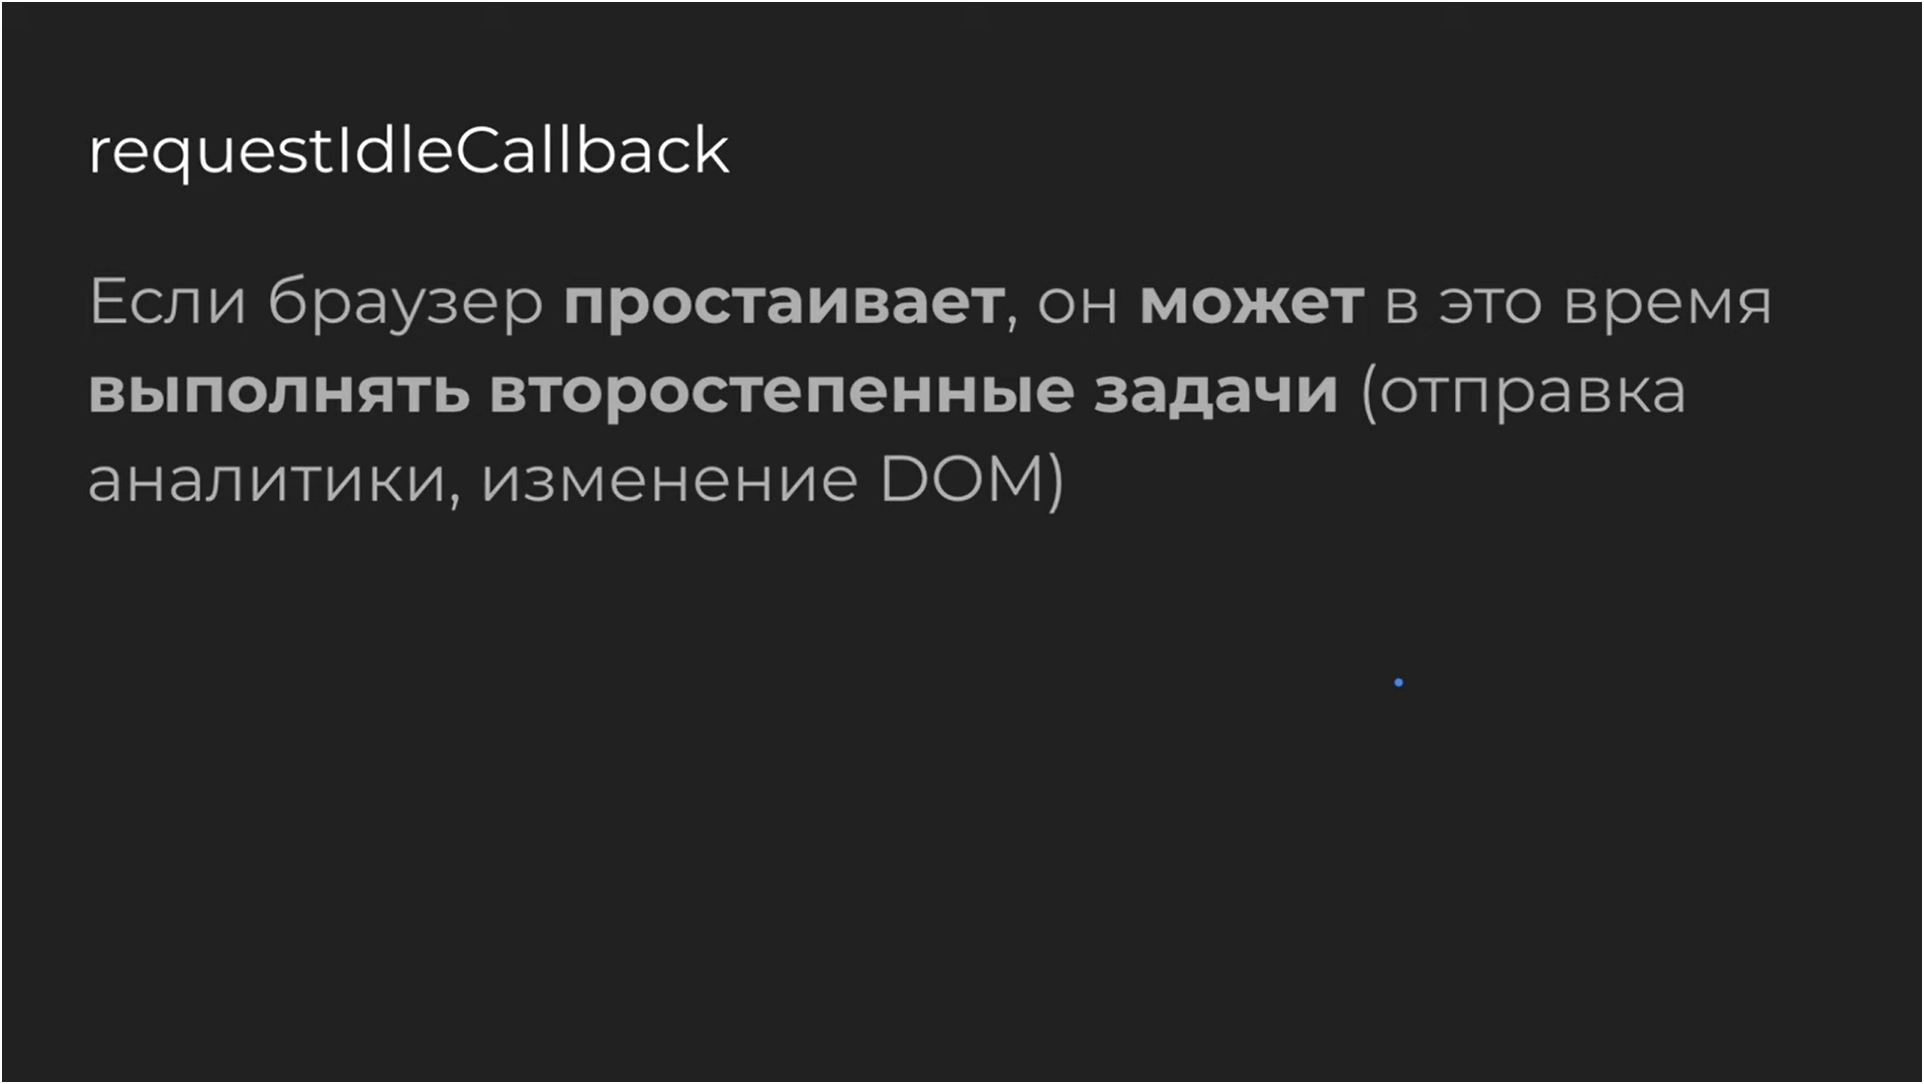 requestIdleCallback
Если браузер простаивает, он может в это время
выполнять второстепенные задачи (отправка
аналитики, изменение DOM)